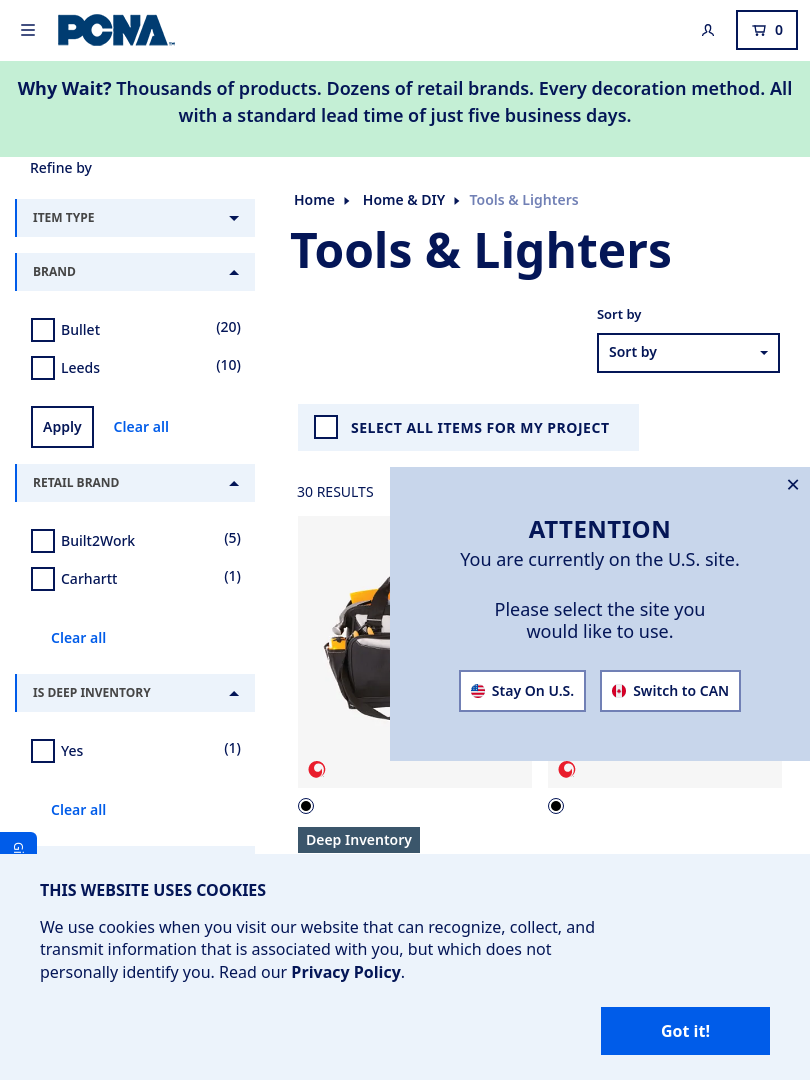 PCNA
0
Why Wait? Thousands of products. Dozens of retail brands. Every decoration method. All
with a standard lead time of just five business days.
Refine by
ITEM TYPE
BRAND
Bullet (20)
Leeds (10)
Apply Clear all
RETAIL BRAND
Built2Work (5)
Carhartt (1)
Clear all
IS DEEP INVENTORY
Yes (1)
Clear all
Home Home & DIY Tools & Lighters
Tools & Lighters
Sort by
Sort by
SELECT ALL ITEMS FOR MY PROJECT
30 RESULTS
ATTENTION
You are currently on the U.S. site.
Please select the site you
would like to use.
Stay On U.S. Switch to CAN
Deep Inventory
THIS WEBSITE USES COOKIES
We use cookies when you visit our website that can recognize, collect, and
transmit information that is associated with you, but which does not
personally identify you. Read our Privacy Policy.
Got it!